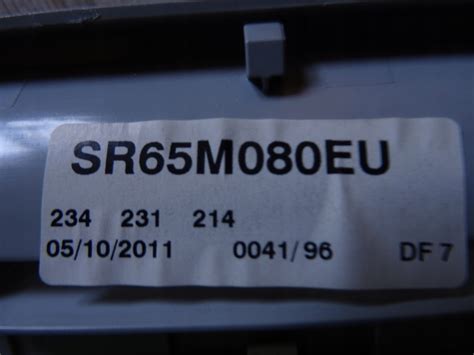 SR65M080EU
234 231 214
05/10/2011 0041/96 DF 7